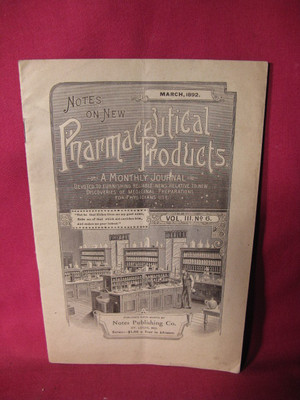 MARCH, 1892.
NOTES
ON NEW
Pharmaceutical
Products.
A MONTHLY JOURNAL
DEVOTED TO FURNISHING RELIABLE NEWS RELATIVE TO NEW
DISCOVERIES OF MEDICINAL PREPARATIONS
FOR PHYSICIANS USE.
VOL. III. No 6.
Notes Publishing Co.